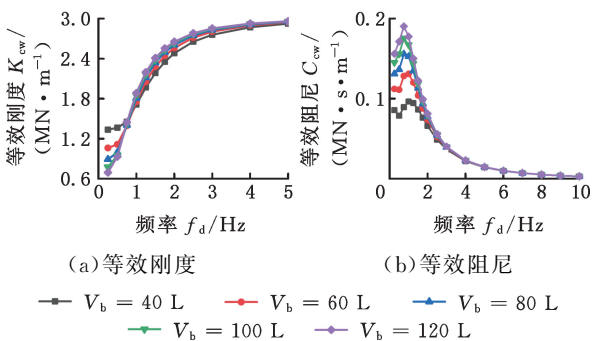 等效刚度 Kcw/
(MN·m⁻¹)
3.0
2.4
1.8
1.2
0.6
0 1 2 3 4 5
频率 fd/Hz
(a)等效刚度
等效阻尼 Ccw/
(MN·s·m⁻¹)
0.2
0.1
0 2 4 6 8 10
频率 fd/Hz
(b)等效阻尼
Vb = 40 L Vb = 60 L Vb = 80 L
Vb = 100 L Vb = 120 L